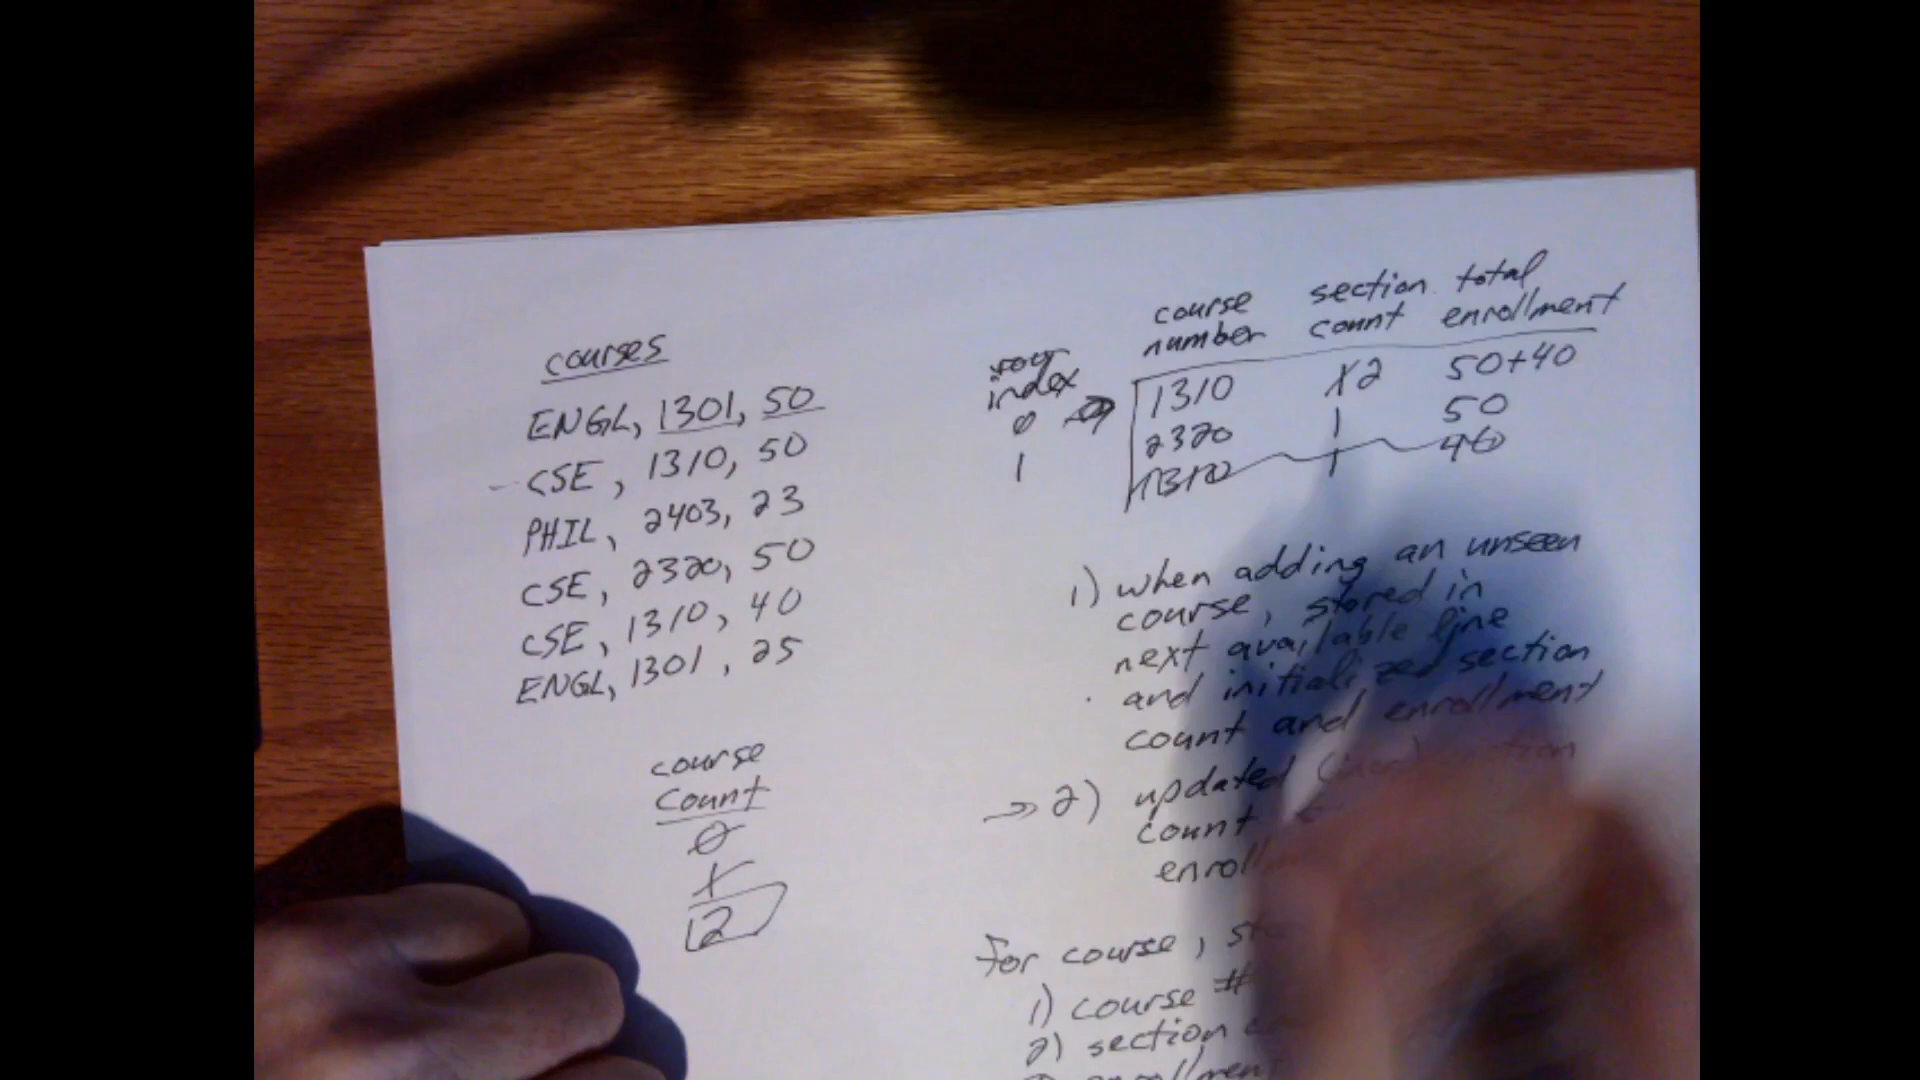 courses
ENGL, 1301, 50
CSE, 1310, 50
PHIL, 2403, 23
CSE, 2320, 50
CSE, 1310, 40
ENGL, 1301, 25
course
count
0
1
2
index
0
1
course section total
number count enrollment
1310 1 2 50+40
2320 1 50
1310 1 40
1) when adding an unseen
course, stored in
next available line
and initialized section
count and enrollment
2) updated section
count
For course,
1) course #
2) section